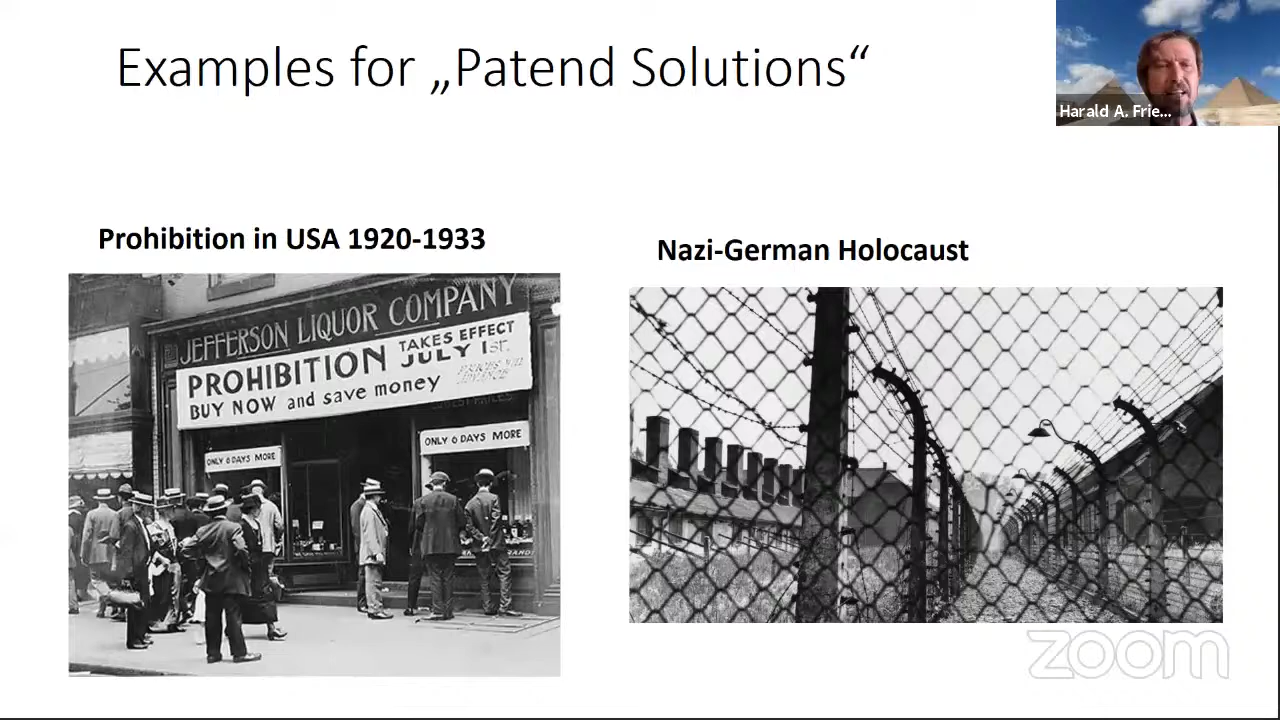 Examples for „Patend Solutions“
Harald A. Frie...
Prohibition in USA 1920-1933
Nazi-German Holocaust
JEFFERSON LIQUOR COMPANY
PROHIBITION TAKES EFFECT
JULY 1ST.
BUY NOW and save money
ONLY 6 DAYS MORE
ONLY 6 DAYS MORE
zoom